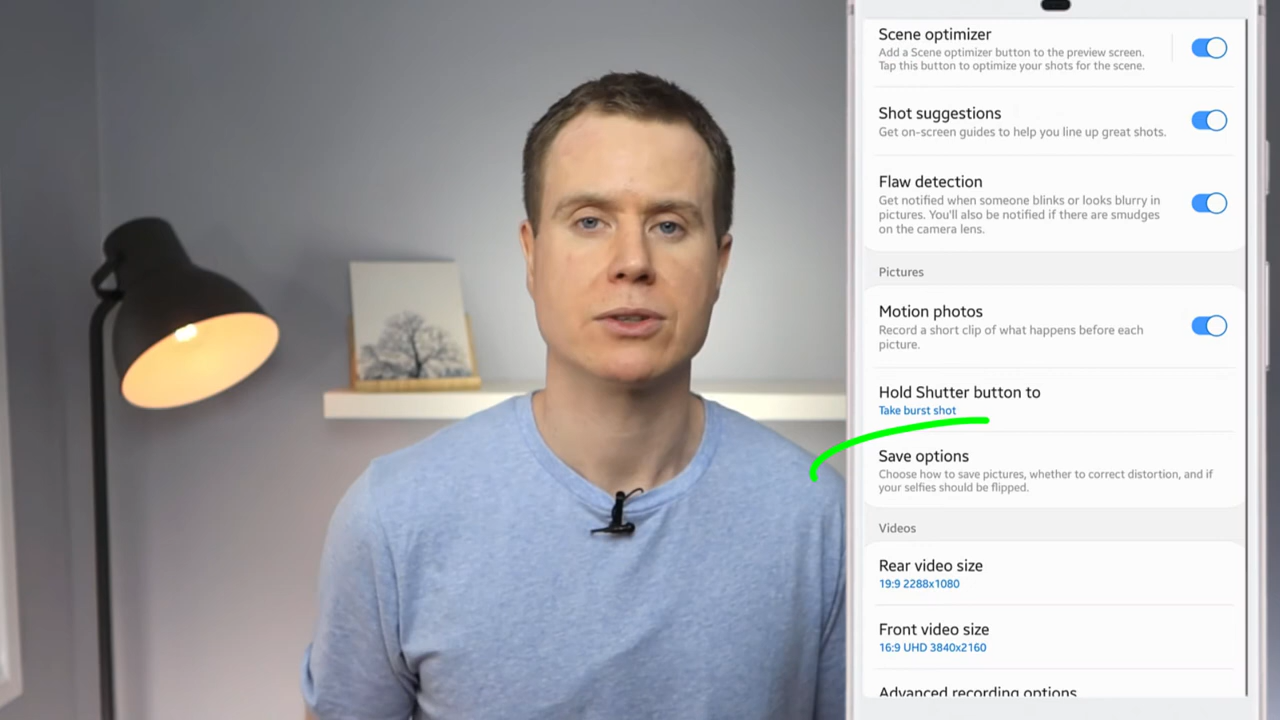 Scene optimizer
Add a Scene optimizer button to the preview screen.
Tap this button to optimize your shots for the scene.
Shot suggestions
Get on-screen guides to help you line up great shots.
Flaw detection
Get notified when someone blinks or looks blurry in
pictures. You'll also be notified if there are smudges
on the camera lens.
Pictures
Motion photos
Record a short clip of what happens before each
picture.
Hold Shutter button to
Take burst shot
Save options
Choose how to save pictures, whether to correct distortion, and if
your selfies should be flipped.
Videos
Rear video size
19:9 2288x1080
Front video size
16:9 UHD 3840x2160
Advanced recording options